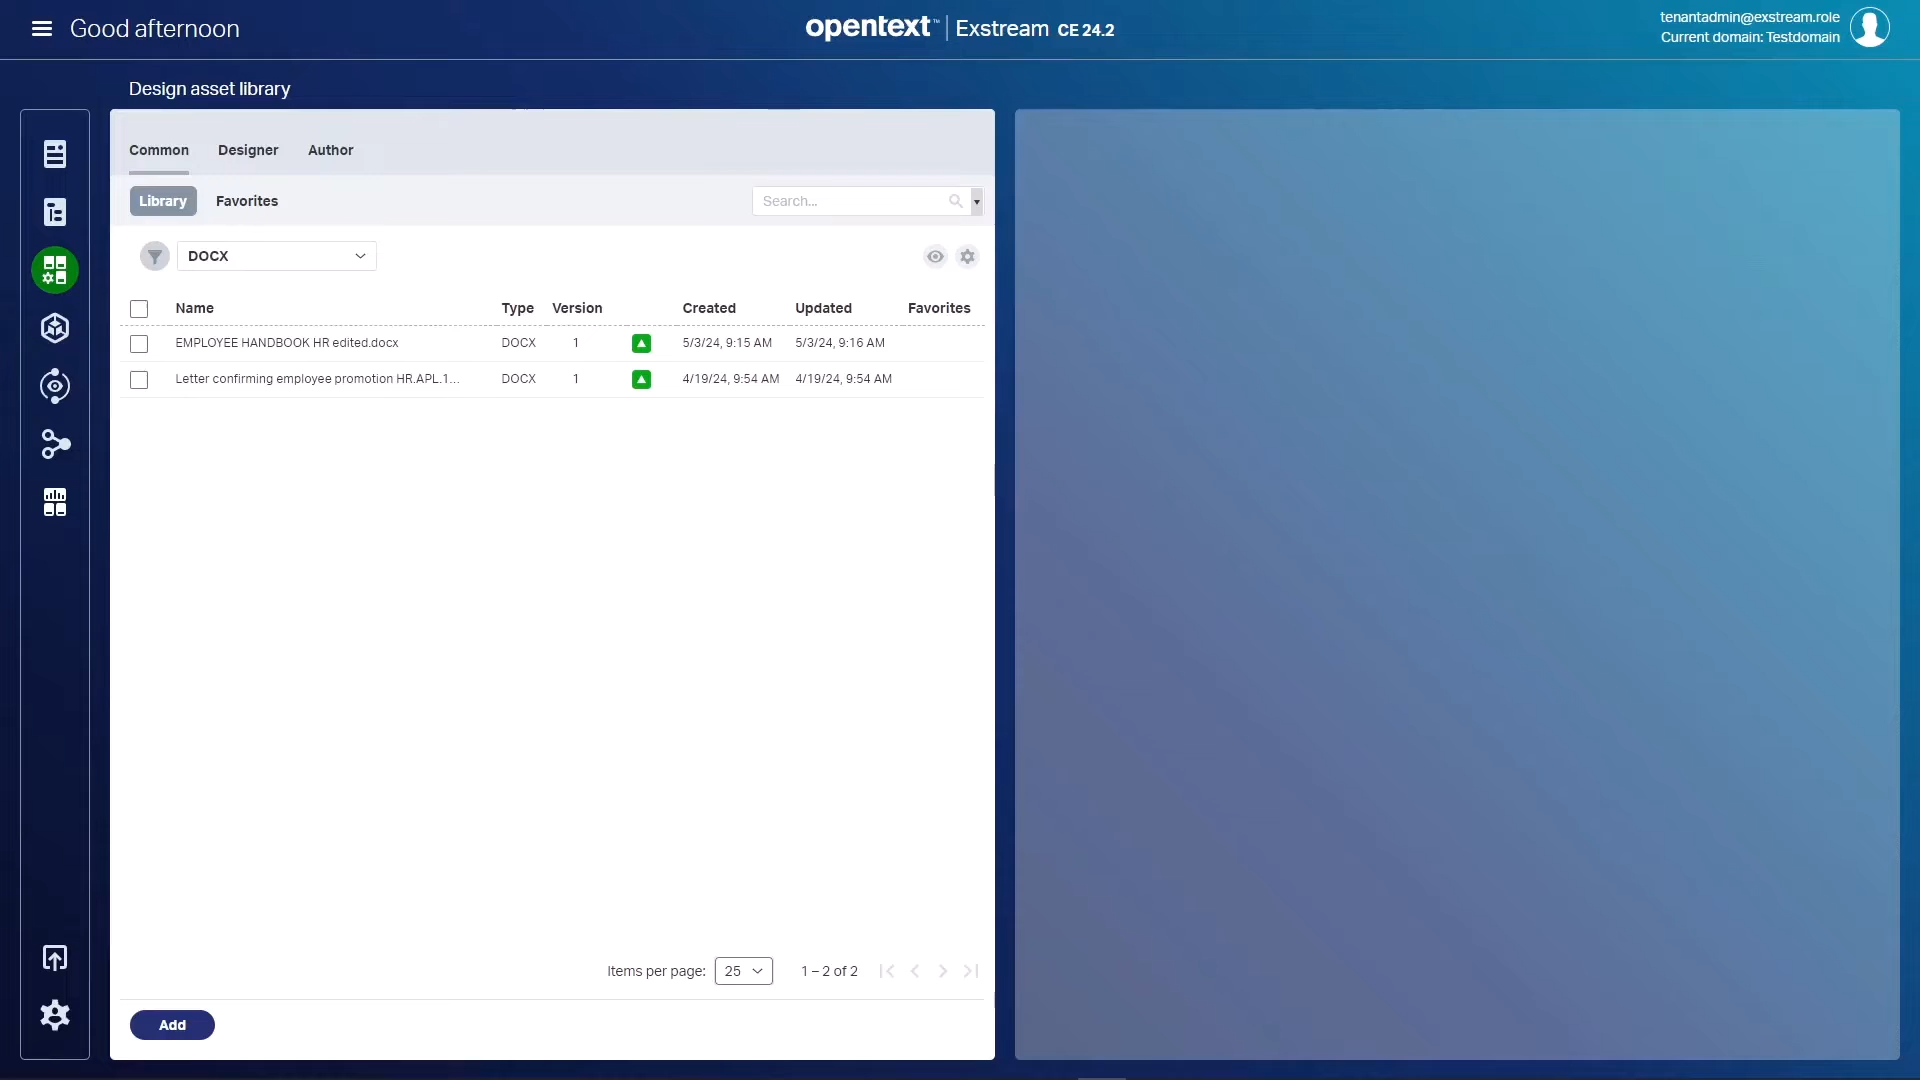 Good afternoon
opentext™ | Exstream CE 24.2
tenantadmin@exstream.role
Current domain: Testdomain
Design asset library
Common Designer Author
Library Favorites Search...
DOCX
Name Type Version Created Updated Favorites
EMPLOYEE HANDBOOK HR edited.docx DOCX 1 5/3/24, 9:15 AM 5/3/24, 9:16 AM
Letter confirming employee promotion HR.APL.1... DOCX 1 4/19/24, 9:54 AM 4/19/24, 9:54 AM
Items per page: 25 1 – 2 of 2
Add